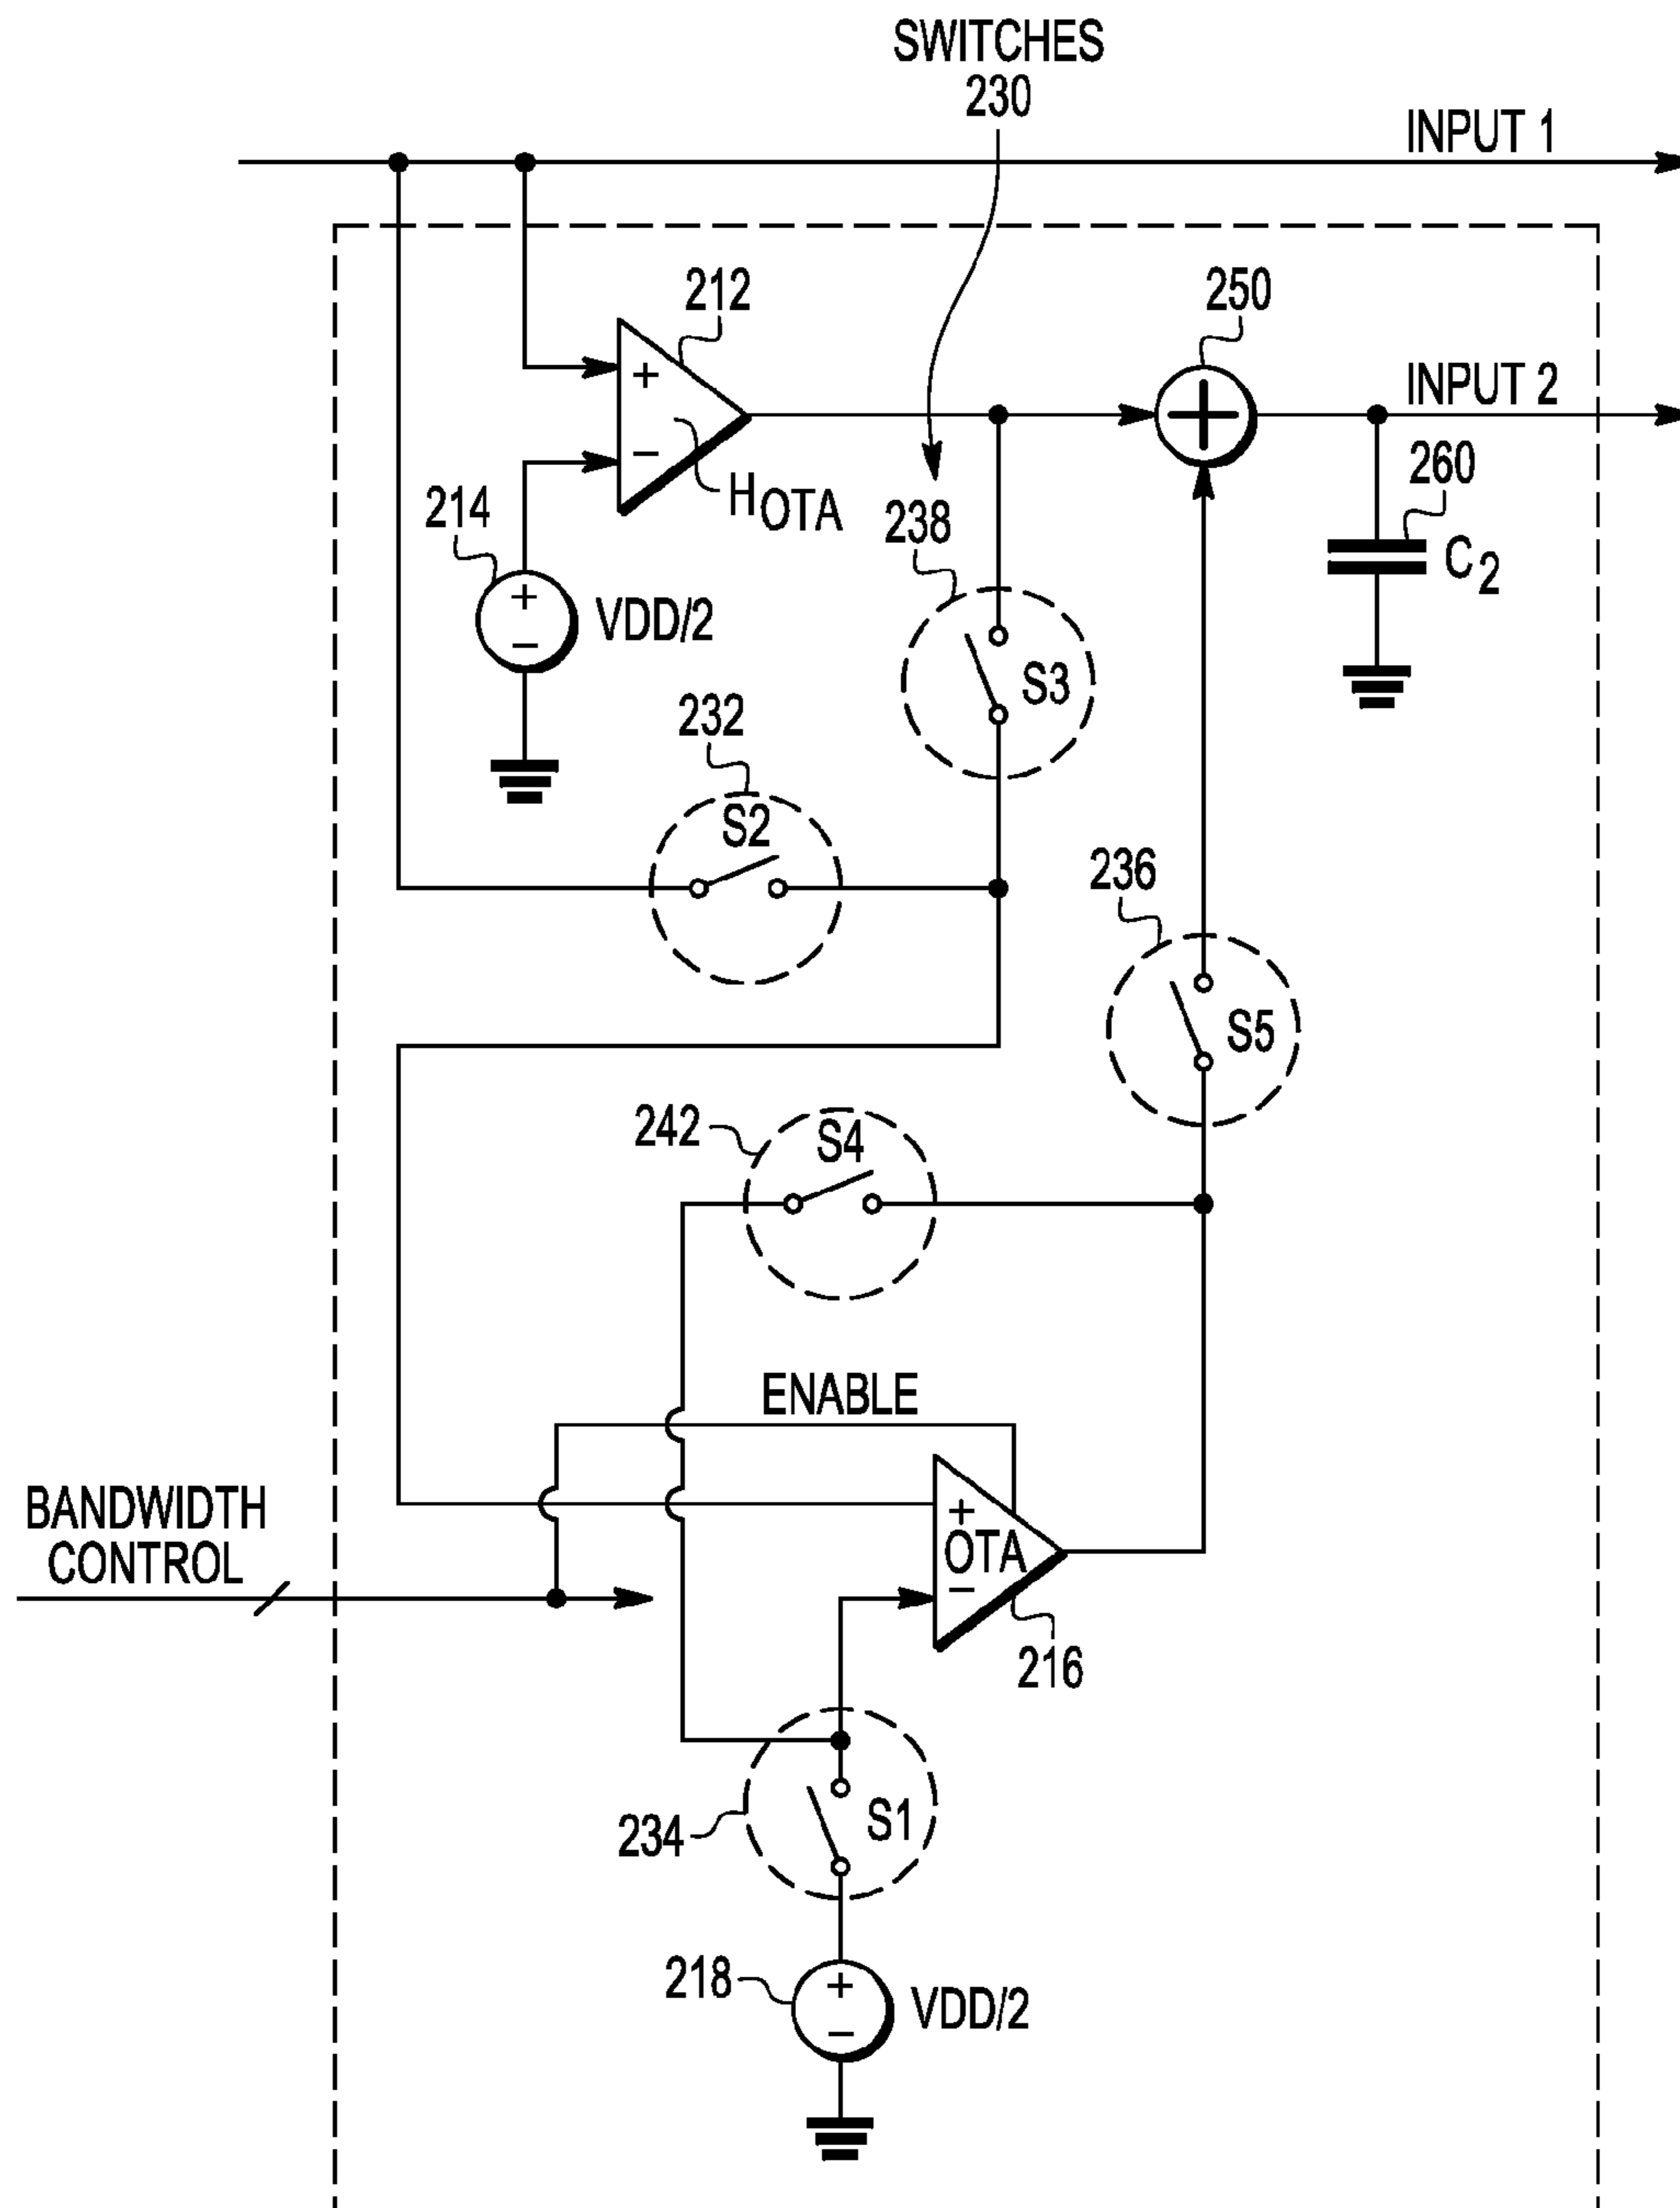 SWITCHES
230
INPUT 1
212
250
+
−
HOTA
INPUT 2
260
C2
214
+
−
VDD/2
238
S3
232
S2
236
S5
242
S4
ENABLE
BANDWIDTH
CONTROL
+
OTA
−
216
234
S1
218
+
−
VDD/2